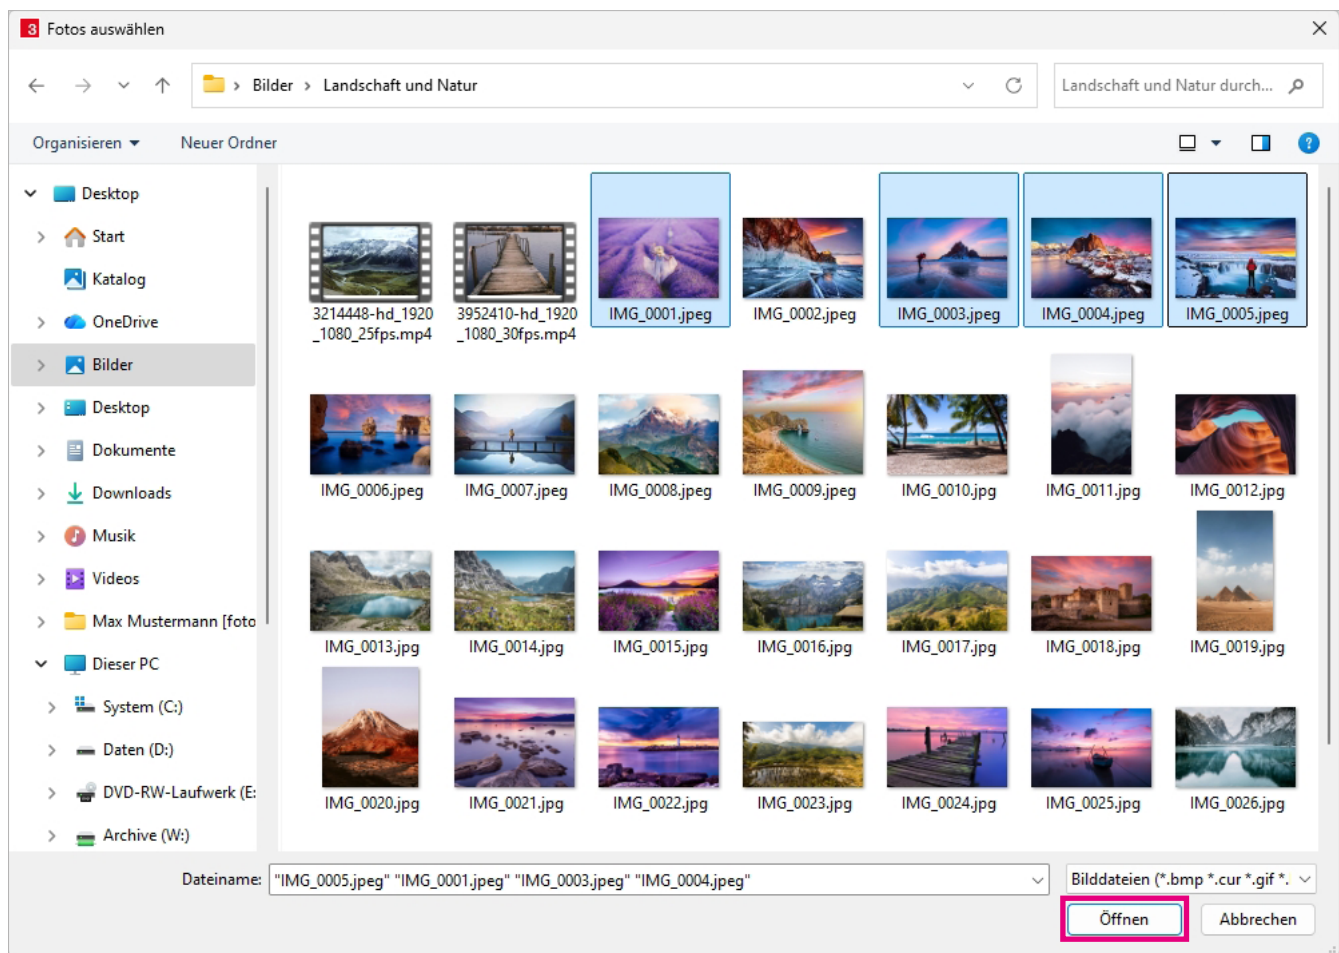 3 Fotos auswählen
Bilder > Landschaft und Natur
Landschaft und Natur durch...
Organisieren
Neuer Ordner
?
Desktop
Start
Katalog
OneDrive
Bilder
Desktop
Dokumente
Downloads
Musik
Videos
Max Mustermann [foto
Dieser PC
System (C:)
Daten (D:)
DVD-RW-Laufwerk (E:
Archive (W:)
3214448-hd_1920
_1080_25fps.mp4
3952410-hd_1920
_1080_30fps.mp4
IMG_0001.jpeg
IMG_0002.jpeg
IMG_0003.jpeg
IMG_0004.jpeg
IMG_0005.jpeg
IMG_0006.jpeg
IMG_0007.jpeg
IMG_0008.jpeg
IMG_0009.jpeg
IMG_0010.jpg
IMG_0011.jpg
IMG_0012.jpg
IMG_0013.jpg
IMG_0014.jpg
IMG_0015.jpg
IMG_0016.jpg
IMG_0017.jpg
IMG_0018.jpg
IMG_0019.jpg
IMG_0020.jpg
IMG_0021.jpg
IMG_0022.jpg
IMG_0023.jpg
IMG_0024.jpg
IMG_0025.jpg
IMG_0026.jpg
Dateiname: "IMG_0005.jpeg" "IMG_0001.jpeg" "IMG_0003.jpeg" "IMG_0004.jpeg"
Bilddateien (*.bmp *.cur *.gif *.
Öffnen
Abbrechen